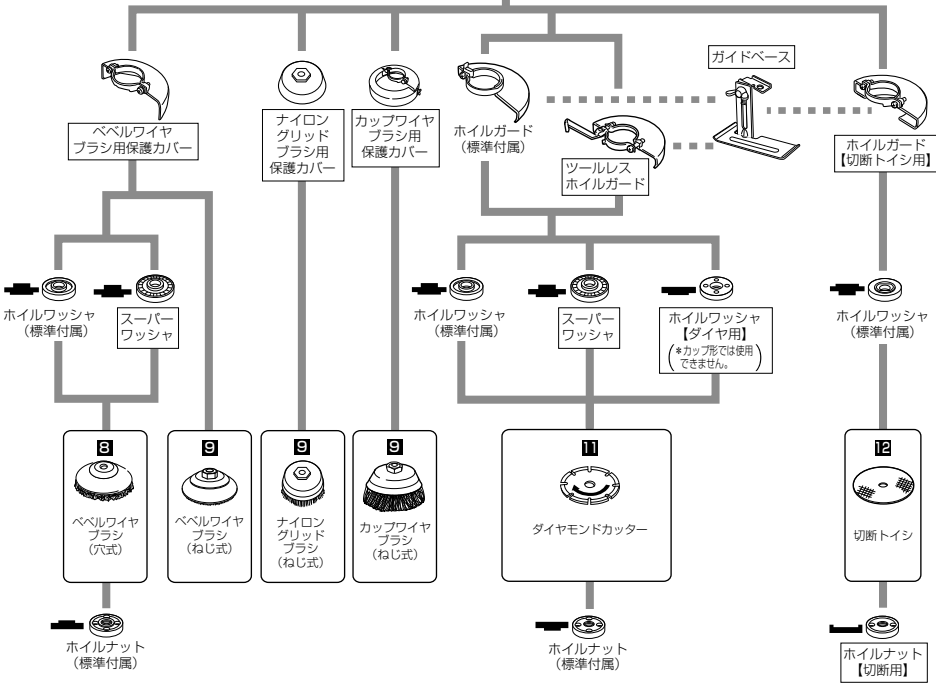 ガイドベース
ベベルワイヤ
ブラシ用保護カバー
ナイロン
グリッド
ブラシ用
保護カバー
カップワイヤ
ブラシ用
保護カバー
ホイルガード
(標準付属)
ツールレス
ホイルガード
ホイルガード
【切断トイシ用】
ホイルワッシャ
(標準付属)
スーパー
ワッシャ
ホイルワッシャ
(標準付属)
スーパー
ワッシャ
ホイルワッシャ
【ダイヤ用】
(*カップ形では使用
できません。)
ホイルワッシャ
(標準付属)
8
ベベルワイヤ
ブラシ
(穴式)
9
ベベルワイヤ
ブラシ
(ねじ式)
9
ナイロン
グリッド
ブラシ
(ねじ式)
9
カップワイヤ
ブラシ
(ねじ式)
11
ダイヤモンドカッター
12
切断トイシ
ホイルナット
(標準付属)
ホイルナット
(標準付属)
ホイルナット
【切断用】